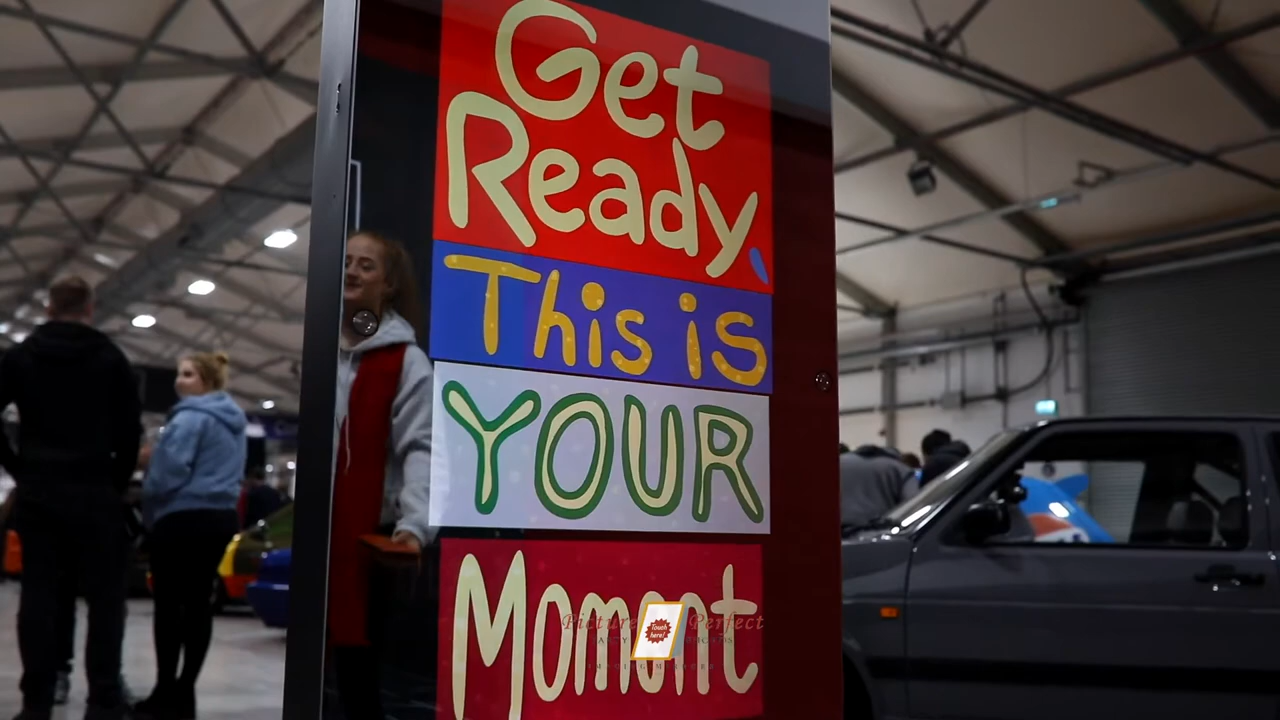 Get
Ready,
This is
YOUR
Moment
Picture Perfect
Touch
here!